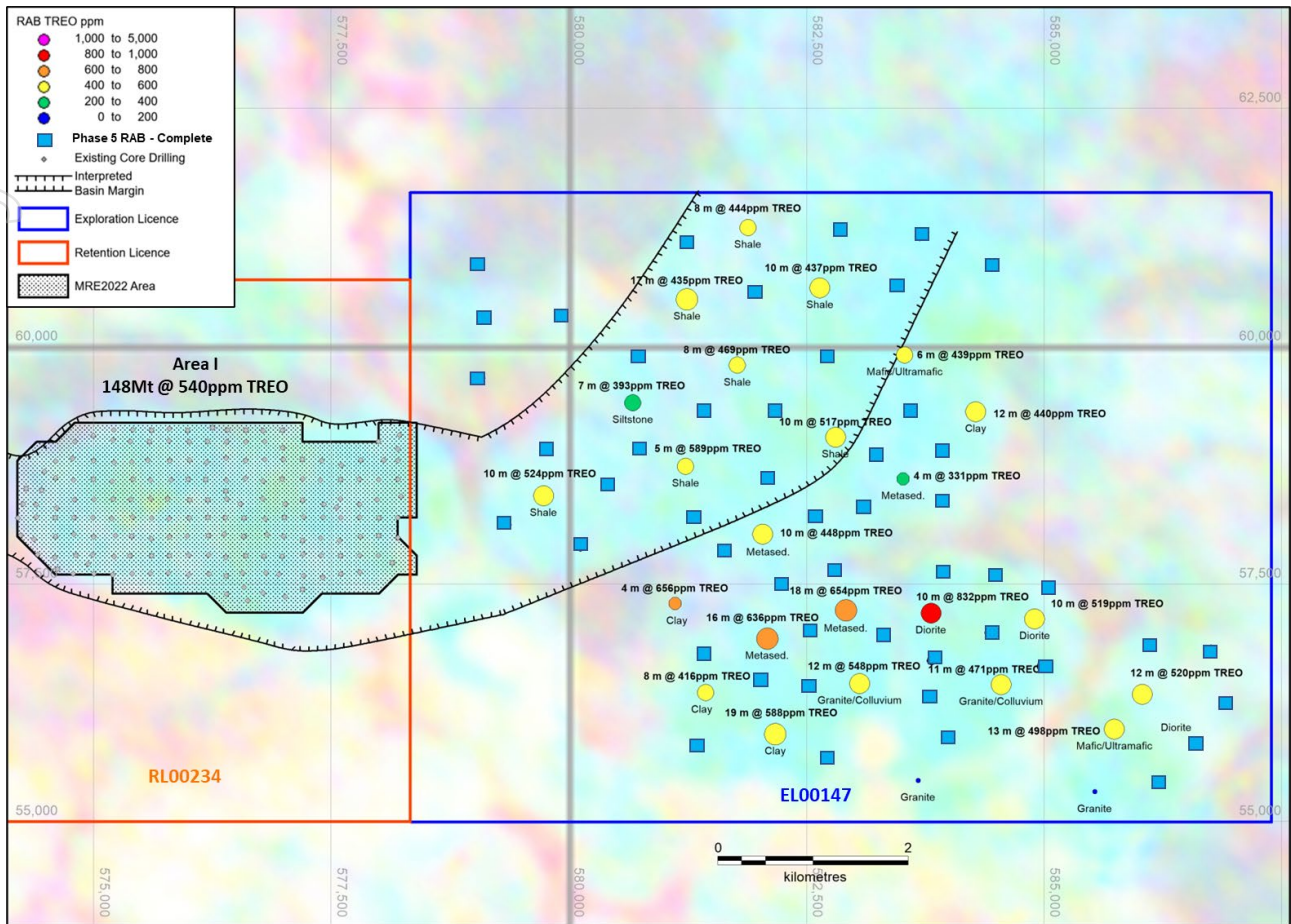 RAB TREO ppm
1,000 to 5,000
800 to 1,000
600 to 800
400 to 600
200 to 400
0 to 200
Phase 5 RAB - Complete
Existing Core Drilling
Interpreted
Basin Margin
Exploration Licence
Retention Licence
MRE2022 Area
577,500
580,000
582,500
585,000
62,500
8 m @ 444ppm TREO
Shale
17 m @ 435ppm TREO
Shale
10 m @ 437ppm TREO
Shale
60,000
60,000
Area I
148Mt @ 540ppm TREO
8 m @ 469ppm TREO
Shale
6 m @ 439ppm TREO
Mafic/Ultramafic
7 m @ 393ppm TREO
Siltstone
12 m @ 440ppm TREO
Clay
10 m @ 517ppm TREO
Shale
5 m @ 589ppm TREO
Shale
10 m @ 524ppm TREO
Shale
4 m @ 331ppm TREO
Metased.
10 m @ 448ppm TREO
Metased.
57,500
57,500
4 m @ 656ppm TREO
Clay
18 m @ 654ppm TREO
Metased.
10 m @ 832ppm TREO
Diorite
10 m @ 519ppm TREO
Diorite
16 m @ 636ppm TREO
Metased.
8 m @ 416ppm TREO
Clay
12 m @ 548ppm TREO
Granite/Colluvium
11 m @ 471ppm TREO
Granite/Colluvium
12 m @ 520ppm TREO
Diorite
19 m @ 588ppm TREO
Clay
13 m @ 498ppm TREO
Mafic/Ultramafic
RL00234
EL00147
Granite
Granite
55,000
55,000
0 2
kilometres
575,000
577,500
580,000
582,500
585,000